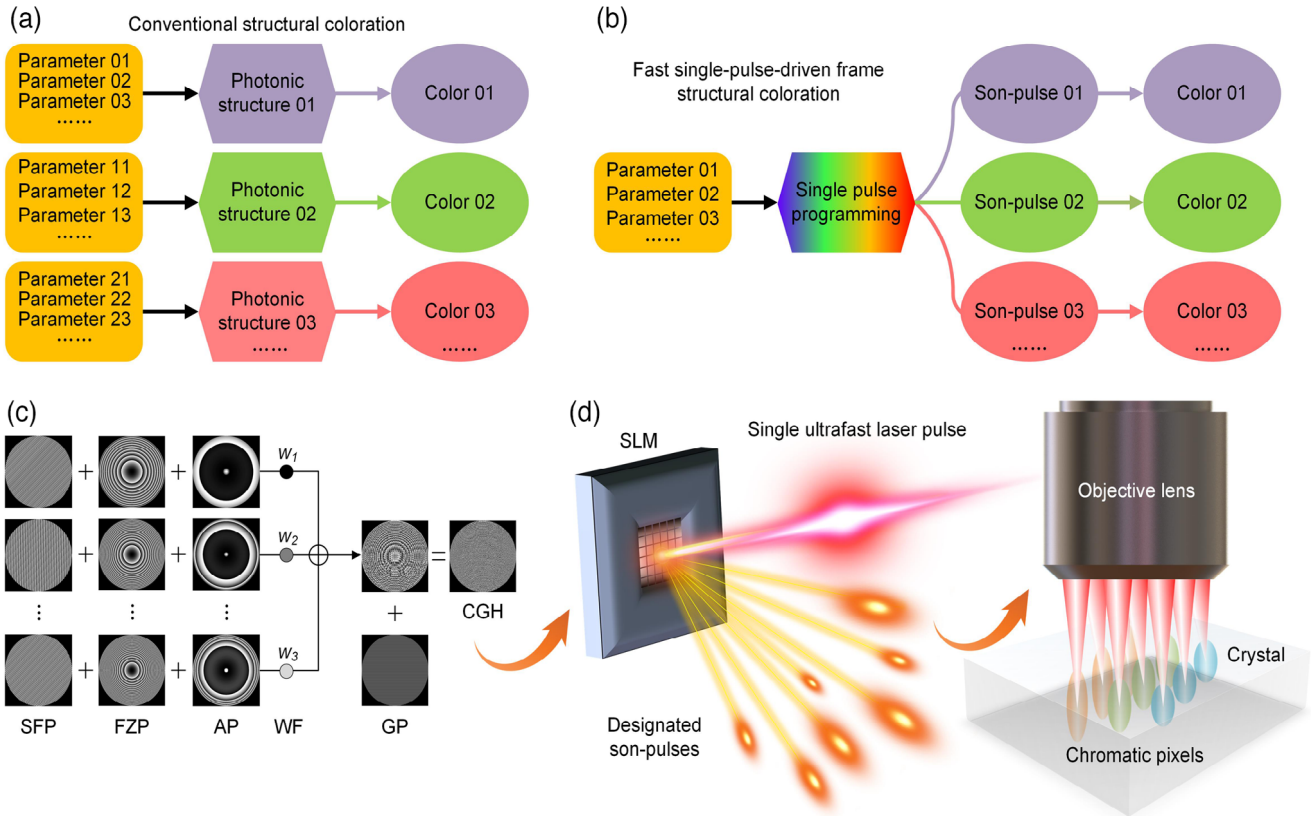 (a)
Conventional structural coloration
Parameter 01
Parameter 02
Parameter 03
……
Photonic
structure 01
Color 01
Parameter 11
Parameter 12
Parameter 13
……
Photonic
structure 02
Color 02
Parameter 21
Parameter 22
Parameter 23
……
Photonic
structure 03
……
Color 03
……
(b)
Fast single-pulse-driven frame
structural coloration
Parameter 01
Parameter 02
Parameter 03
……
Single pulse
programming
Son-pulse 01
Color 01
Son-pulse 02
Color 02
Son-pulse 03
……
Color 03
……
(c)
+ + w1
+ + w2
=
⋮ ⋮ ⋮
CGH
+
+ + w3
SFP FZP AP WF GP
(d)
SLM
Single ultrafast laser pulse
Objective lens
Designated
son-pulses
Crystal
Chromatic pixels